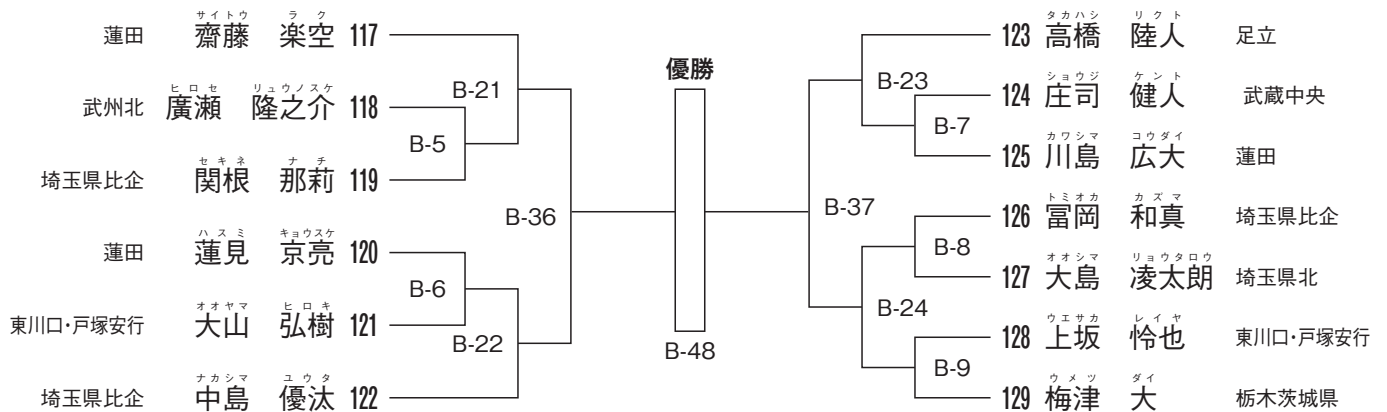 サイトウ ラク
蓮田 齋藤 楽空 117
B-21
ヒロセ リュウノスケ
武州北 廣瀬 隆之介 118
B-5
セキネ ナチ
埼玉県比企 関根 那莉 119
B-36
ハスミ キョウスケ
蓮田 蓮見 京亮 120
B-6
オオヤマ ヒロキ
東川口・戸塚安行 大山 弘樹 121
B-22
ナカシマ ユウタ
埼玉県比企 中島 優汰 122
優勝
B-48
タカハシ リクト
123 高橋 陸人 足立
B-23
ショウジ ケント
124 庄司 健人 武蔵中央
B-7
カワシマ コウダイ
125 川島 広大 蓮田
B-37
トミオカ カズマ
126 冨岡 和真 埼玉県比企
B-8
オオシマ リョウタロウ
127 大島 凌太朗 埼玉県北
B-24
ウエサカ レイヤ
128 上坂 怜也 東川口・戸塚安行
B-9
ウメツ ダイ
129 梅津 大 栃木茨城県